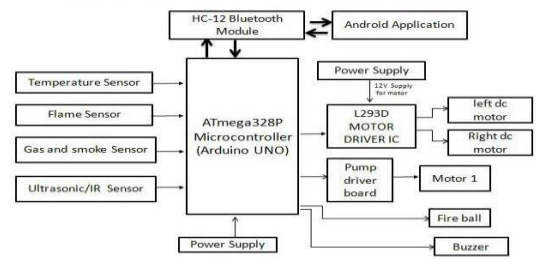 HC-12 Bluetooth
Module
Android Application
Temperature Sensor
Flame Sensor
Gas and smoke Sensor
Ultrasonic/IR Sensor
ATmega328P
Microcontroller
(Arduino UNO)
Power Supply
Power Supply
12V Supply
for motor
L293D
MOTOR
DRIVER IC
left dc
motor
Right dc
motor
Pump
driver
board
Motor 1
Fire ball
Buzzer